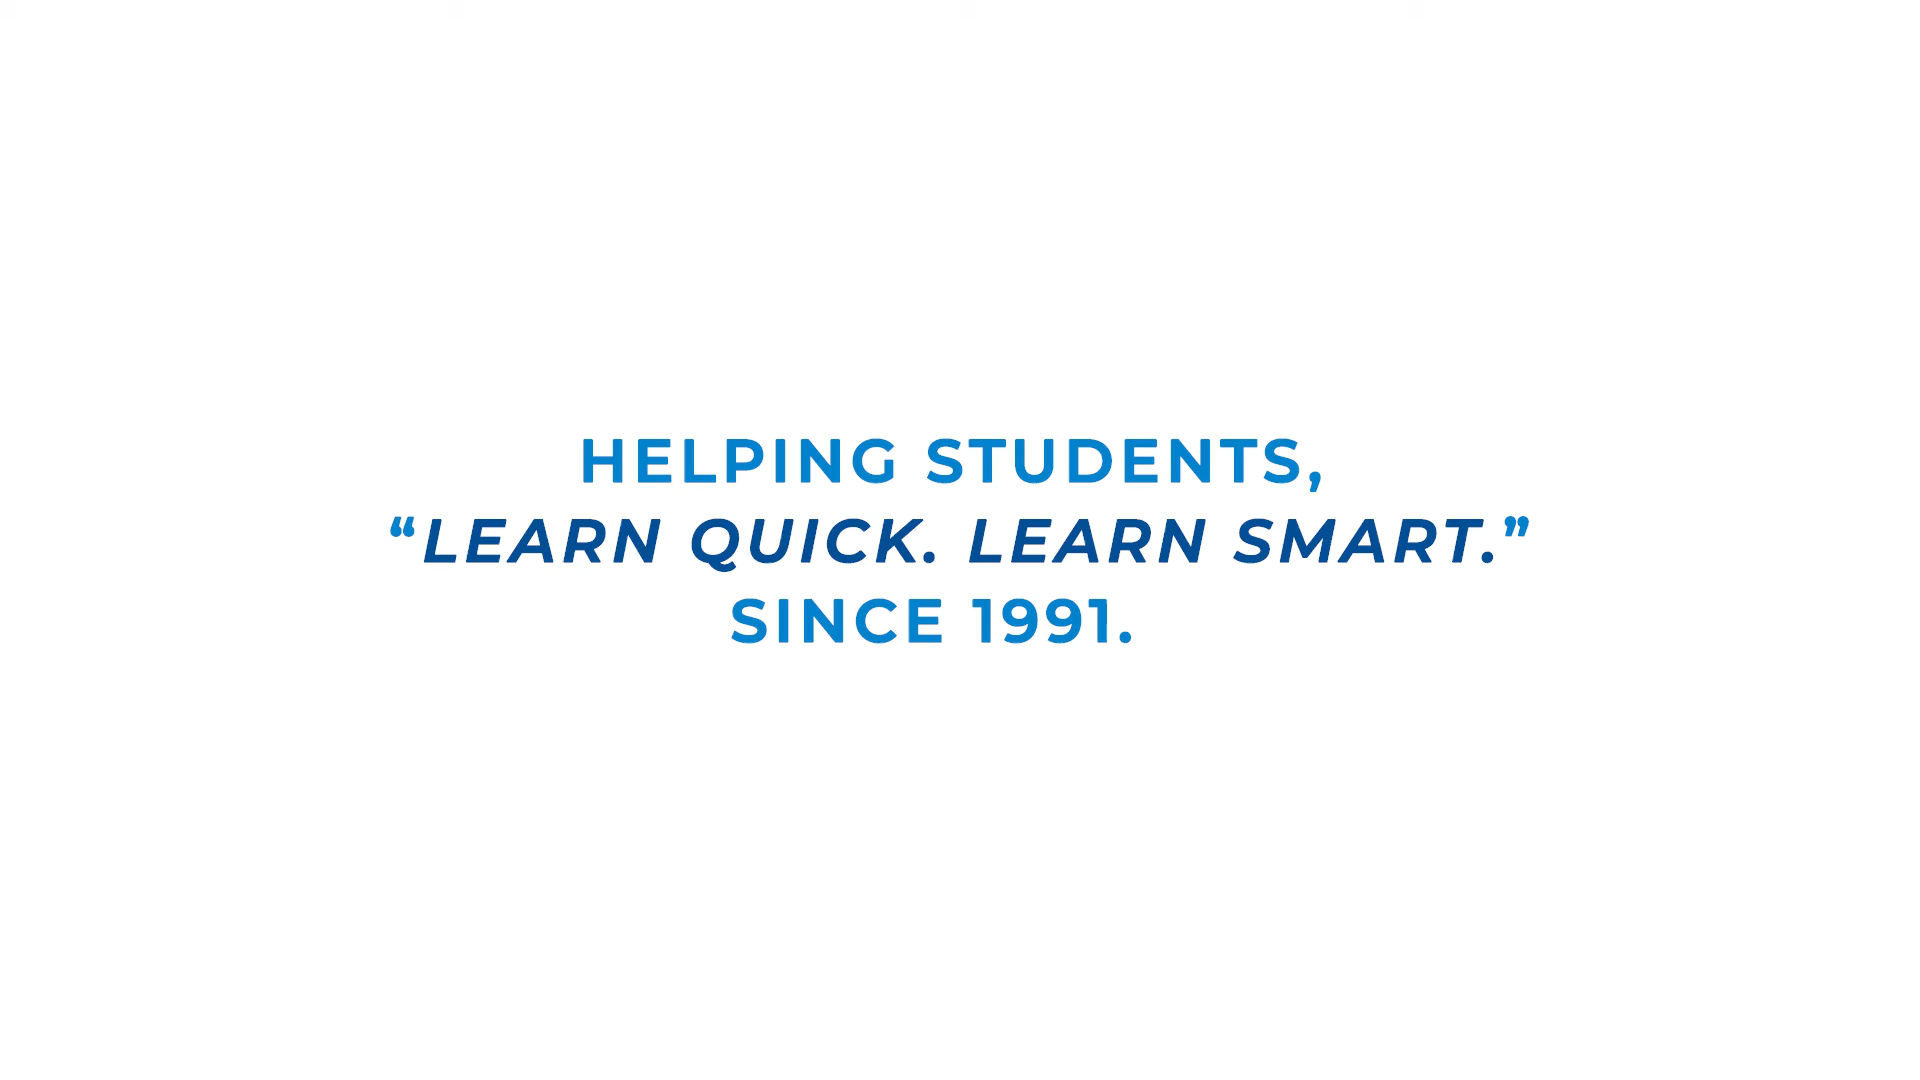 HELPING STUDENTS,
“LEARN QUICK. LEARN SMART.”
SINCE 1991.